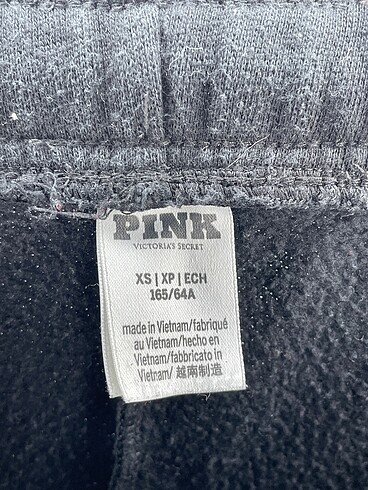 PINK
VICTORIA'S SECRET
XS | XP | ECH
165/64A
made in Vietnam/fabriqué
au Vietnam/hecho en
Vietnam/fabbricato in
Vietnam/ 越南制造